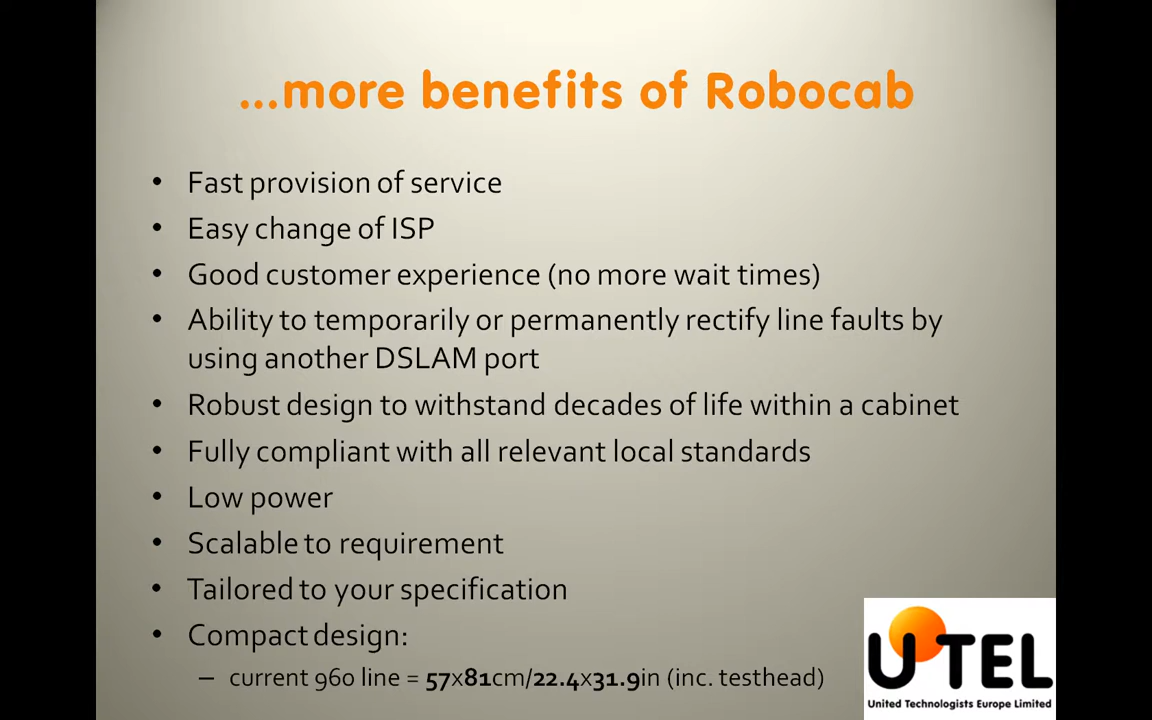 ...more benefits of Robocab
• Fast provision of service
• Easy change of ISP
• Good customer experience (no more wait times)
• Ability to temporarily or permanently rectify line faults by
using another DSLAM port
• Robust design to withstand decades of life within a cabinet
• Fully compliant with all relevant local standards
• Low power
• Scalable to requirement
• Tailored to your specification
• Compact design:
– current 960 line = 57x81cm/22.4x31.9in (inc. testhead)
UTEL
United Technologists Europe Limited